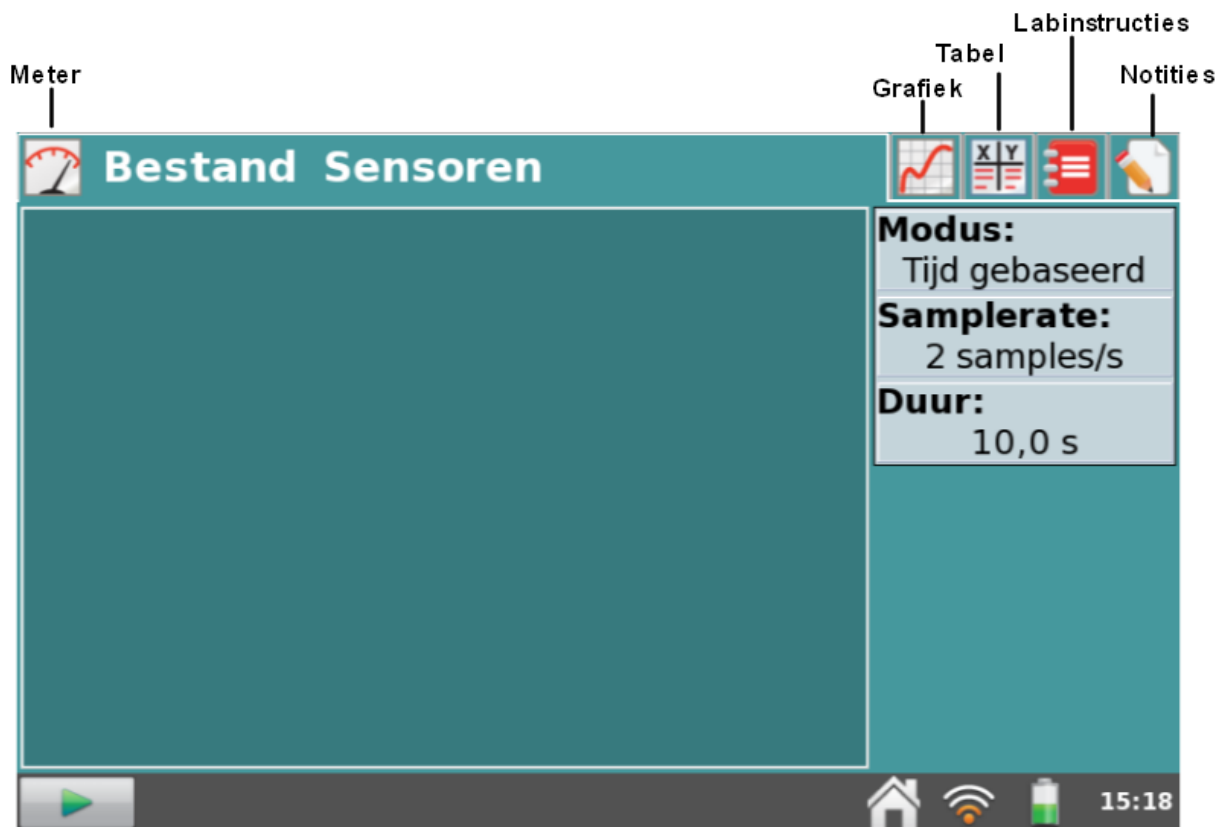 Labinstructies
Tabel
Meter
Grafiek
Notities
Bestand Sensoren
X Y
Modus:
Tijd gebaseerd
Samplerate:
2 samples/s
Duur:
10,0 s
15:18